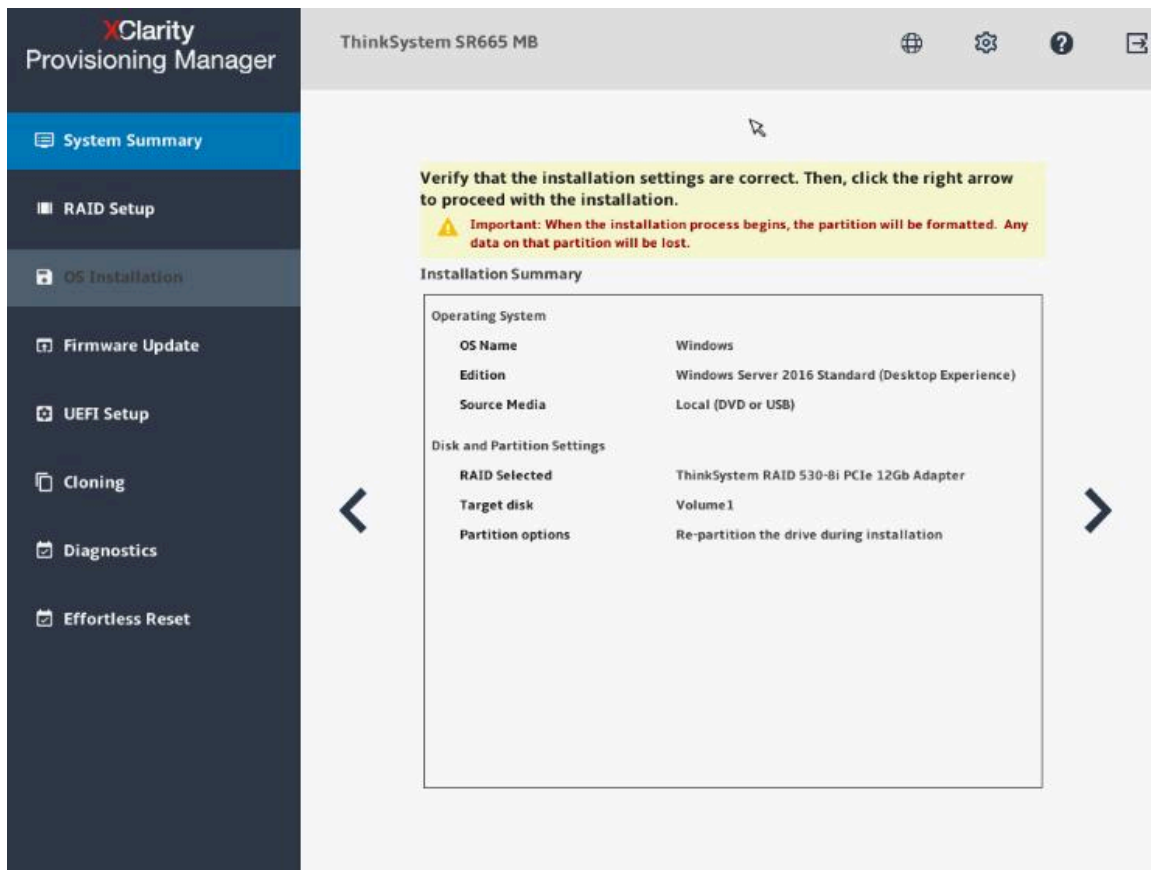 XClarity
Provisioning Manager
ThinkSystem SR665 MB
System Summary
RAID Setup
OS Installation
Firmware Update
UEFI Setup
Cloning
Diagnostics
Effortless Reset
Verify that the installation settings are correct. Then, click the right arrow
to proceed with the installation.
Important: When the installation process begins, the partition will be formatted. Any
data on that partition will be lost.
Installation Summary
Operating System
OS Name Windows
Edition Windows Server 2016 Standard (Desktop Experience)
Source Media Local (DVD or USB)
Disk and Partition Settings
RAID Selected ThinkSystem RAID 530-8i PCIe 12Gb Adapter
Target disk Volume1
Partition options Re-partition the drive during installation